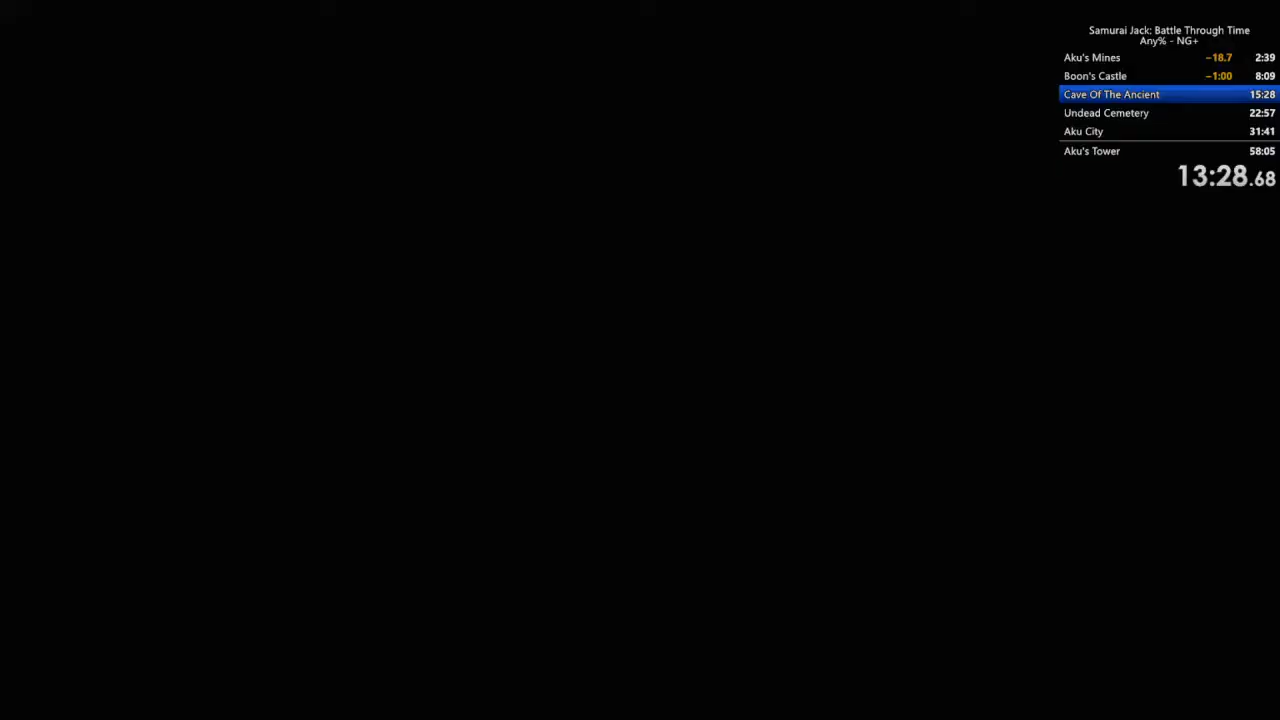 Samurai Jack: Battle Through Time
Any% - NG+
Aku's Mines −18.7 2:39
Boon's Castle −1:00 8:09
Cave Of The Ancient 15:28
Undead Cemetery 22:57
Aku City 31:41
Aku's Tower 58:05
13:28.68